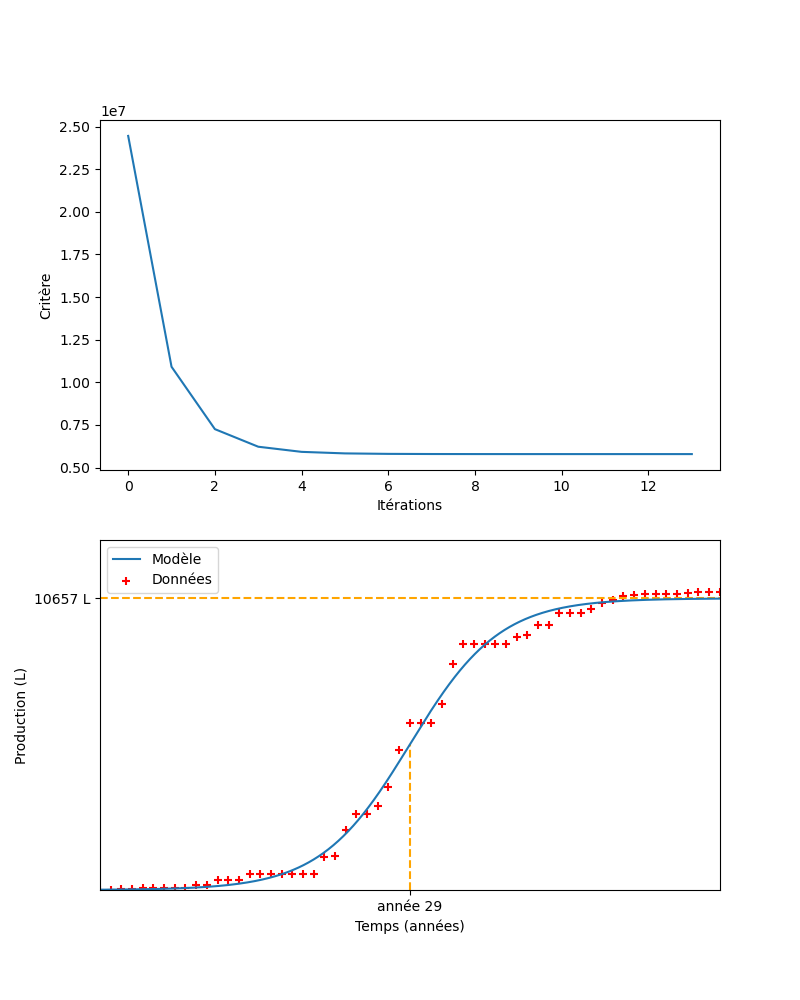 1e7
2.50
2.25
2.00
1.75
1.50
1.25
1.00
0.75
0.50
Critère
0 2 4 6 8 10 12
Itérations
Modèle
Données
10657 L
Production (L)
année 29
Temps (années)